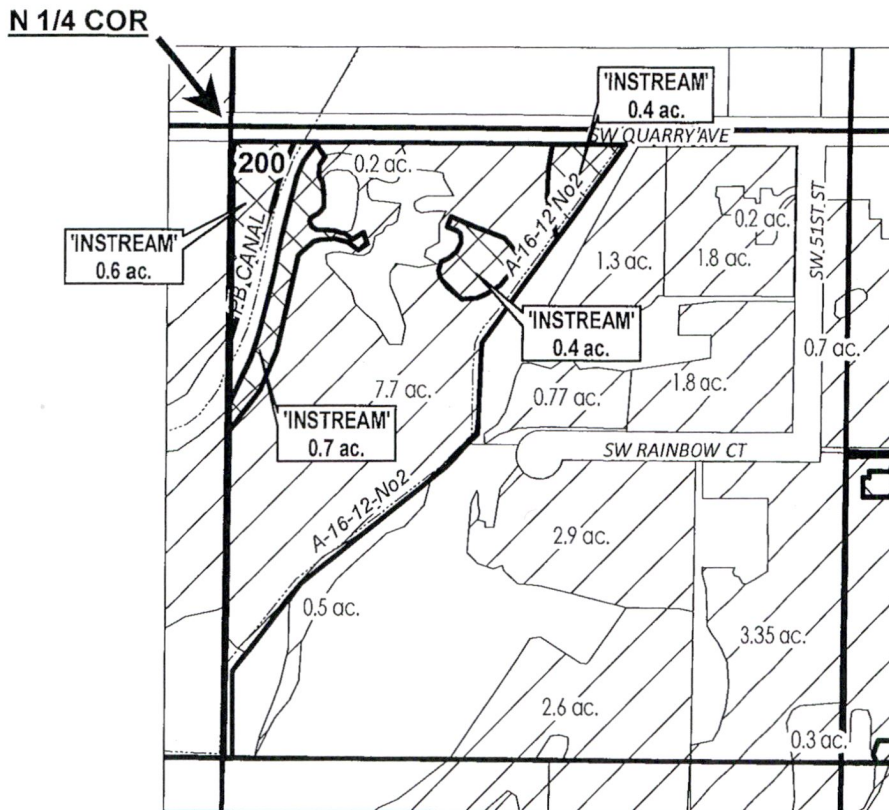 N 1/4 COR
'INSTREAM'
0.4 ac.
SW QUARRY AVE
200
0.2 ac.
'INSTREAM'
0.6 ac.
PB CANAL
A-16-12 No2
0.2 ac.
SW 51ST ST
1.3 ac.
1.8 ac.
'INSTREAM'
0.4 ac.
0.7 ac.
7.7 ac.
0.77 ac.
1.8 ac.
'INSTREAM'
0.7 ac.
SW RAINBOW CT
A-16-12-No2
2.9 ac.
0.5 ac.
3.35 ac.
2.6 ac.
0.3 ac.